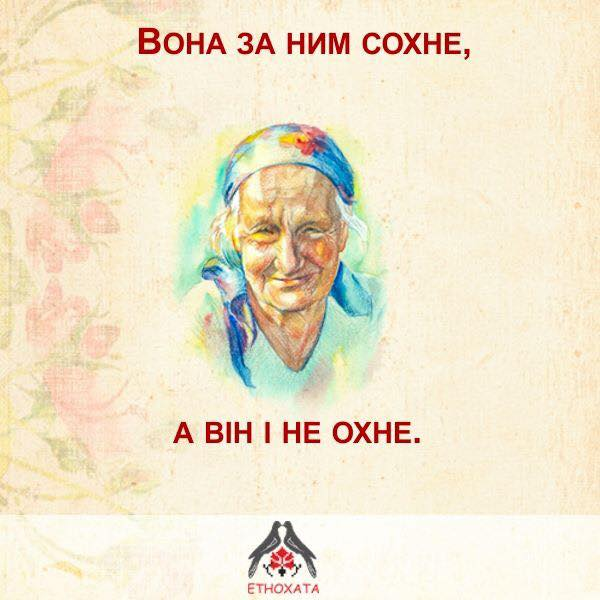 Вона за ним сохне,
а він і не охне.
ЕТНОХАТА